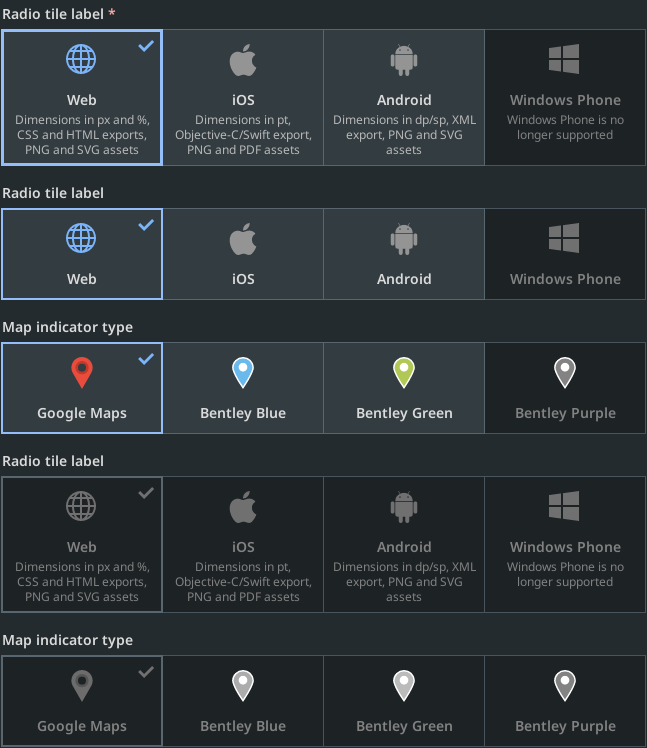 Radio tile label *
Web
Dimensions in px and %,
CSS and HTML exports,
PNG and SVG assets
iOS
Dimensions in pt,
Objective-C/Swift export,
PNG and PDF assets
Android
Dimensions in dp/sp, XML
export, PNG and SVG
assets
Windows Phone
Windows Phone is no
longer supported
Radio tile label
Web
iOS
Android
Windows Phone
Map indicator type
Google Maps
Bentley Blue
Bentley Green
Bentley Purple
Radio tile label
Web
Dimensions in px and %,
CSS and HTML exports,
PNG and SVG assets
iOS
Dimensions in pt,
Objective-C/Swift export,
PNG and PDF assets
Android
Dimensions in dp/sp, XML
export, PNG and SVG
assets
Windows Phone
Windows Phone is no
longer supported
Map indicator type
Google Maps
Bentley Blue
Bentley Green
Bentley Purple